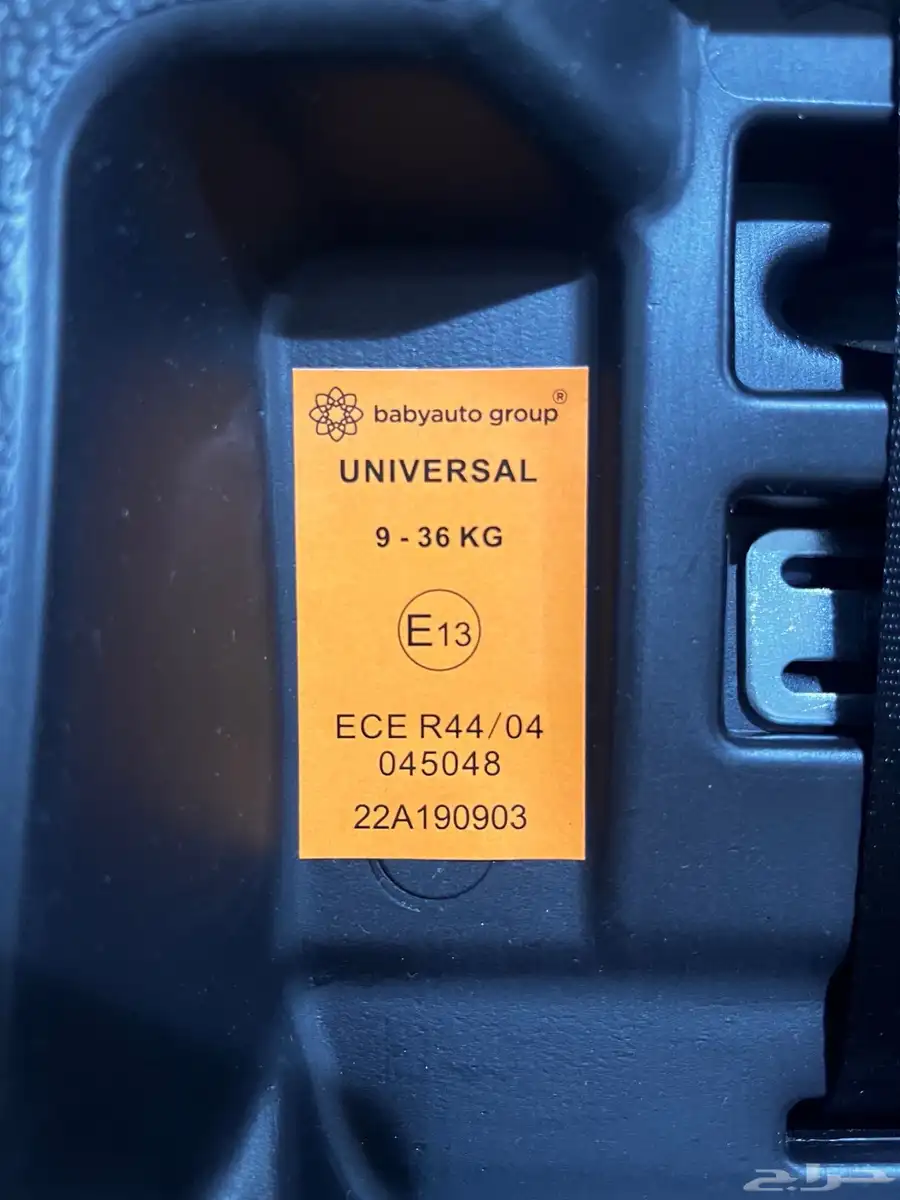 babyauto group®
UNIVERSAL
9 - 36 KG
E13
ECE R44/04
045048
22A190903
حراج